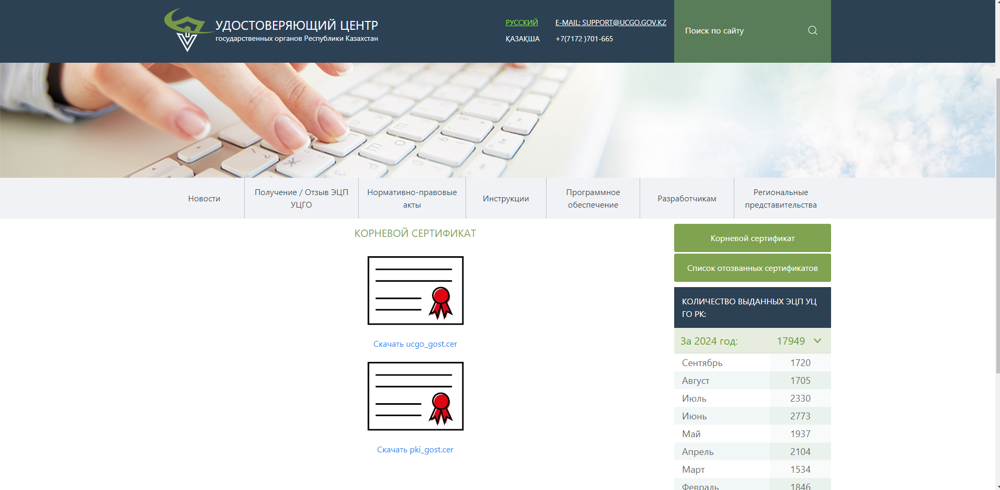 УДОСТОВЕРЯЮЩИЙ ЦЕНТР
государственных органов Республики Казахстан
РУССКИЙ
ҚАЗАҚША
E-MAIL: SUPPORT@UCGO.GOV.KZ
+7(7172 )701-665
Поиск по сайту
Новости
Получение / Отзыв ЭЦП
УЦГО
Нормативно-правовые
акты
Инструкции
Программное
обеспечение
Разработчикам
Региональные
представительства
КОРНЕВОЙ СЕРТИФИКАТ
Скачать ucgo_gost.cer
Скачать pki_gost.cer
Корневой сертификат
Список отозванных сертификатов
КОЛИЧЕСТВО ВЫДАННЫХ ЭЦП УЦ
ГО РК:
За 2024 год: 17949
Сентябрь 1720
Август 1705
Июль 2330
Июнь 2773
Май 1937
Апрель 2104
Март 1534
Февраль 1846